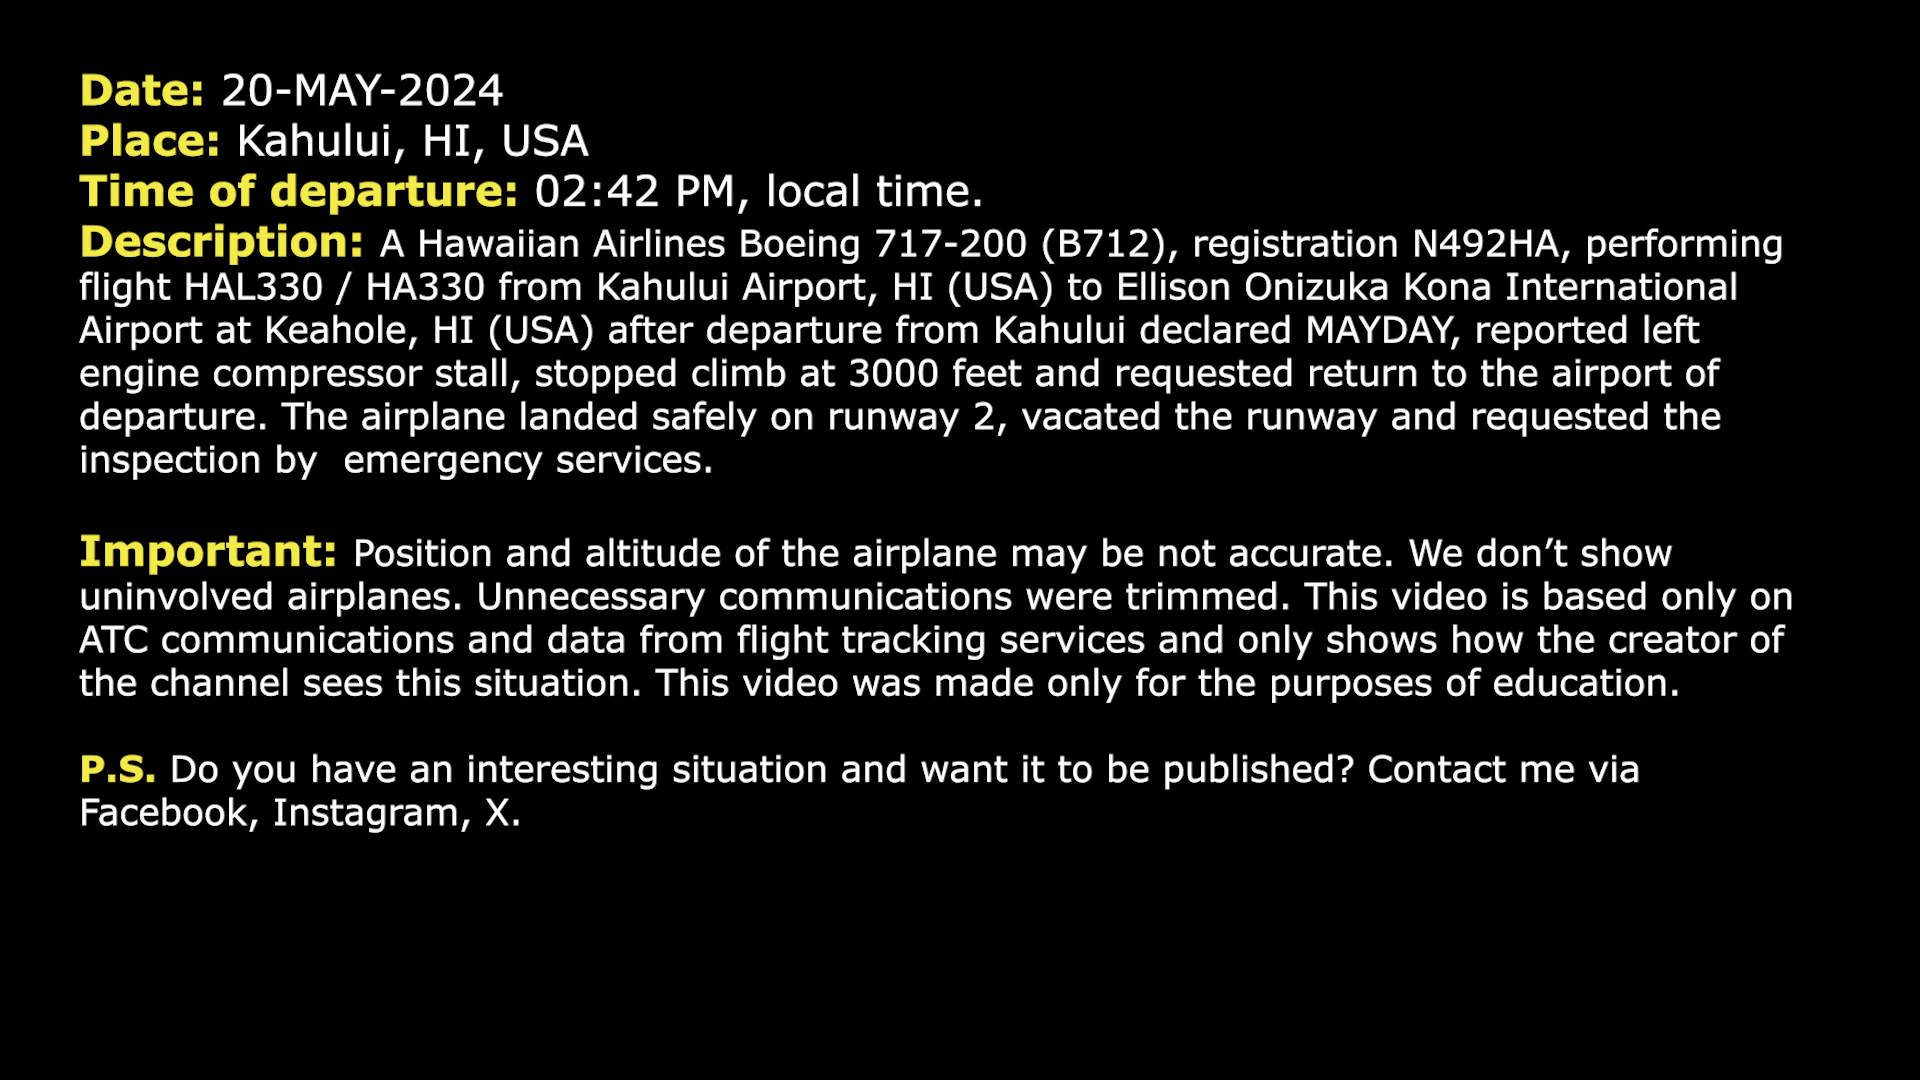 Date: 20-MAY-2024
Place: Kahului, HI, USA
Time of departure: 02:42 PM, local time.
Description: A Hawaiian Airlines Boeing 717-200 (B712), registration N492HA, performing
flight HAL330 / HA330 from Kahului Airport, HI (USA) to Ellison Onizuka Kona International
Airport at Keahole, HI (USA) after departure from Kahului declared MAYDAY, reported left
engine compressor stall, stopped climb at 3000 feet and requested return to the airport of
departure. The airplane landed safely on runway 2, vacated the runway and requested the
inspection by  emergency services.
Important: Position and altitude of the airplane may be not accurate. We don’t show
uninvolved airplanes. Unnecessary communications were trimmed. This video is based only on
ATC communications and data from flight tracking services and only shows how the creator of
the channel sees this situation. This video was made only for the purposes of education.
P.S. Do you have an interesting situation and want it to be published? Contact me via
Facebook, Instagram, X.